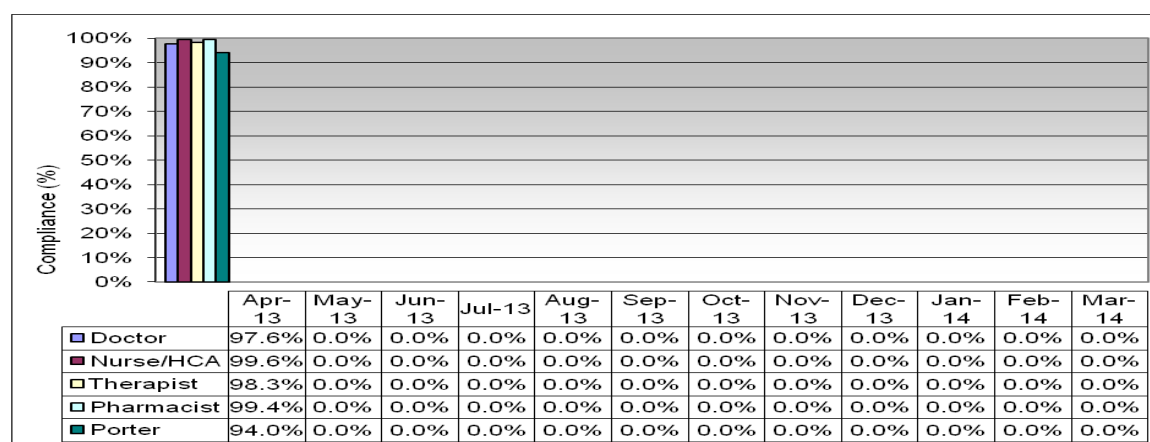 100%
90%
80%
70%
60%
50%
40%
30%
20%
10%
0%
Compliance (%)
Apr-13 May-13 Jun-13 Jul-13 Aug-13 Sep-13 Oct-13 Nov-13 Dec-13 Jan-14 Feb-14 Mar-14
Doctor 97.6% 0.0% 0.0% 0.0% 0.0% 0.0% 0.0% 0.0% 0.0% 0.0% 0.0% 0.0%
Nurse/HCA 99.6% 0.0% 0.0% 0.0% 0.0% 0.0% 0.0% 0.0% 0.0% 0.0% 0.0% 0.0%
Therapist 98.3% 0.0% 0.0% 0.0% 0.0% 0.0% 0.0% 0.0% 0.0% 0.0% 0.0% 0.0%
Pharmacist 99.4% 0.0% 0.0% 0.0% 0.0% 0.0% 0.0% 0.0% 0.0% 0.0% 0.0% 0.0%
Porter 94.0% 0.0% 0.0% 0.0% 0.0% 0.0% 0.0% 0.0% 0.0% 0.0% 0.0% 0.0%